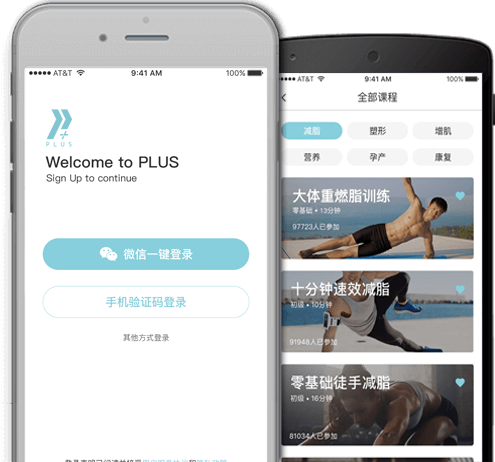 AT&T
9:41 AM
100%
PLUS
Welcome to PLUS
Sign Up to continue
微信一键登录
手机验证码登录
其他方式登录
AT&T
9:41 AM
100%
全部课程
减脂
塑形
增肌
营养
孕产
康复
大体重燃脂训练
零基础 • 13分钟
97723人已参加
十分钟速效减脂
初级 • 10分钟
91948人已参加
零基础徒手减脂
初级 • 16分钟
81034人已参加